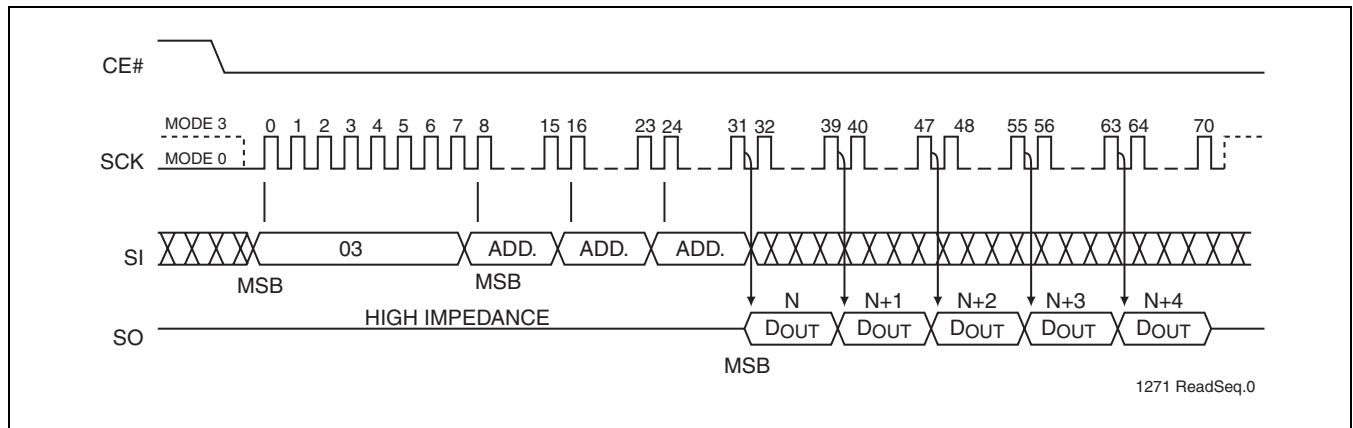 CE#
MODE 3 0 1 2 3 4 5 6 7 8 15 16 23 24 31 32 39 40 47 48 55 56 63 64 70
SCK MODE 0
SI 03 ADD. ADD. ADD.
MSB MSB
HIGH IMPEDANCE N N+1 N+2 N+3 N+4
SO DOUT DOUT DOUT DOUT DOUT
MSB
1271 ReadSeq.0